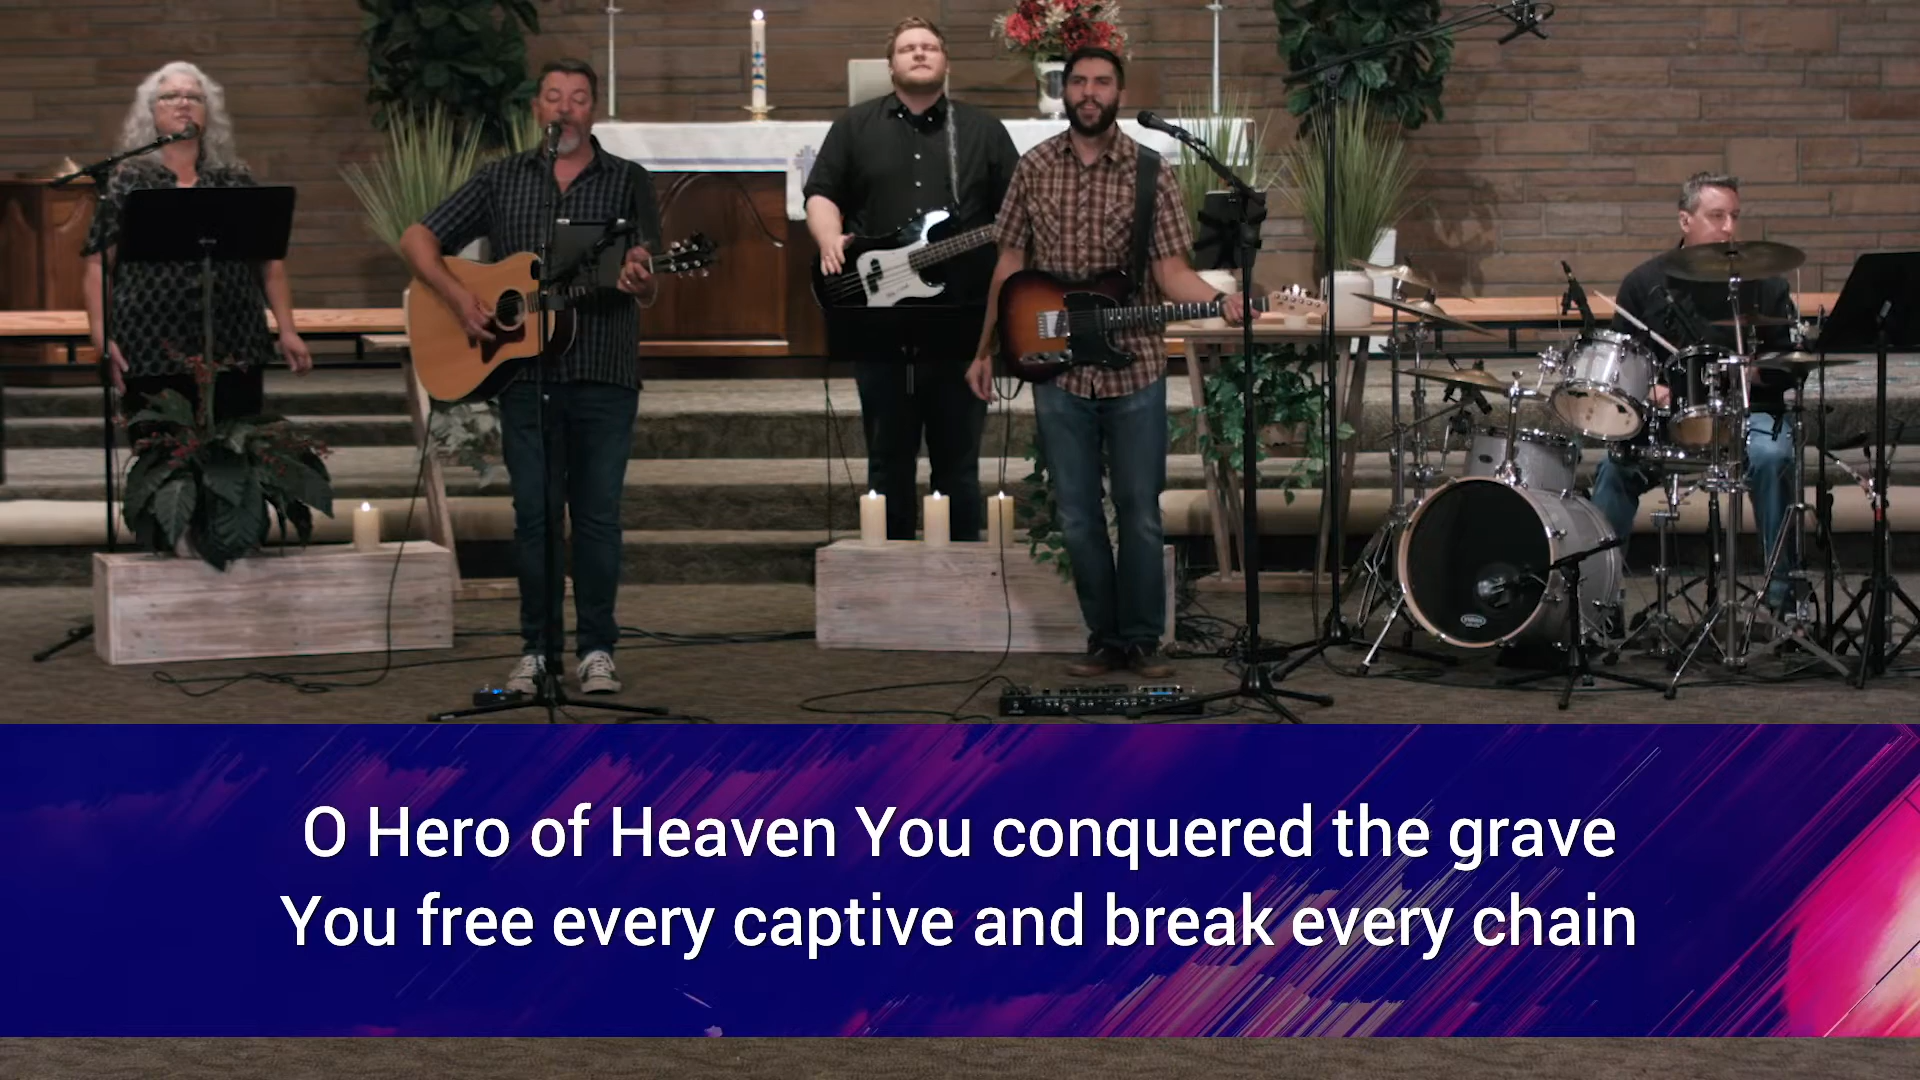 O Hero of Heaven You conquered the grave
You free every captive and break every chain